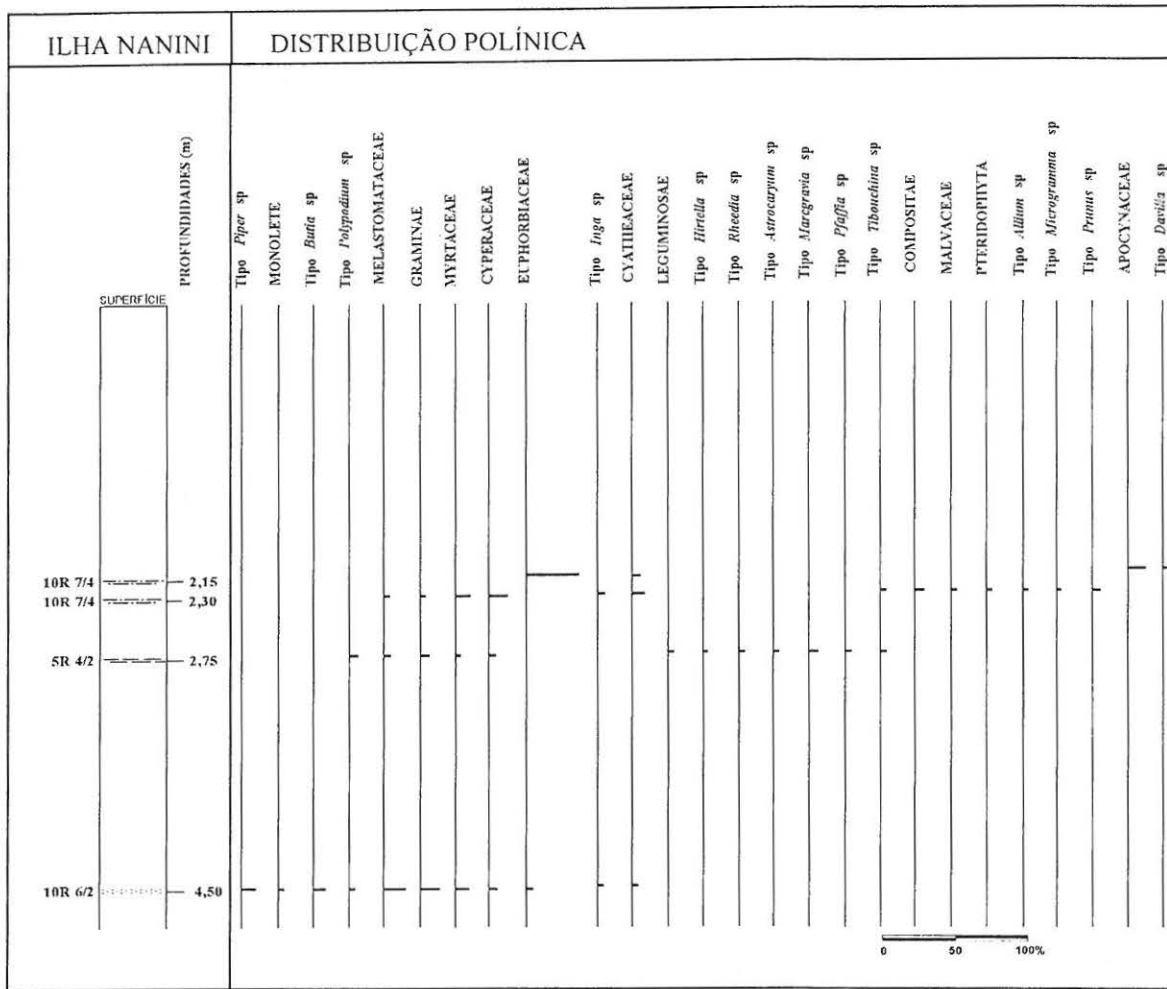 ILHA NANINI
DISTRIBUIÇÃO POLÍNICA
PROFUNDIDADES (m)
Tipo Piper sp
MONOLETE
Tipo Butia sp
Tipo Polypodium sp
MELASTOMATACEAE
GRAMINAE
MYRTACEAE
CYPERACEAE
EUPHORBIACEAE
Tipo Inga sp
CYATHEACEAE
LEGUMINOSAE
Tipo Hirtella sp
Tipo Rheedia sp
Tipo Astrocaryum sp
Tipo Marcgravia sp
Tipo Pfaffia sp
Tipo Tibouchina sp
COMPOSITAE
MALVACEAE
PTERIDOPHYTA
Tipo Allium sp
Tipo Microgramma sp
Tipo Prunus sp
APOCYNACEAE
Tipo Davilla sp
SUPERFÍCIE
10R 7/4 2,15
10R 7/4 2,30
5R 4/2 2,75
10R 6/2 4,50
0 50 100%